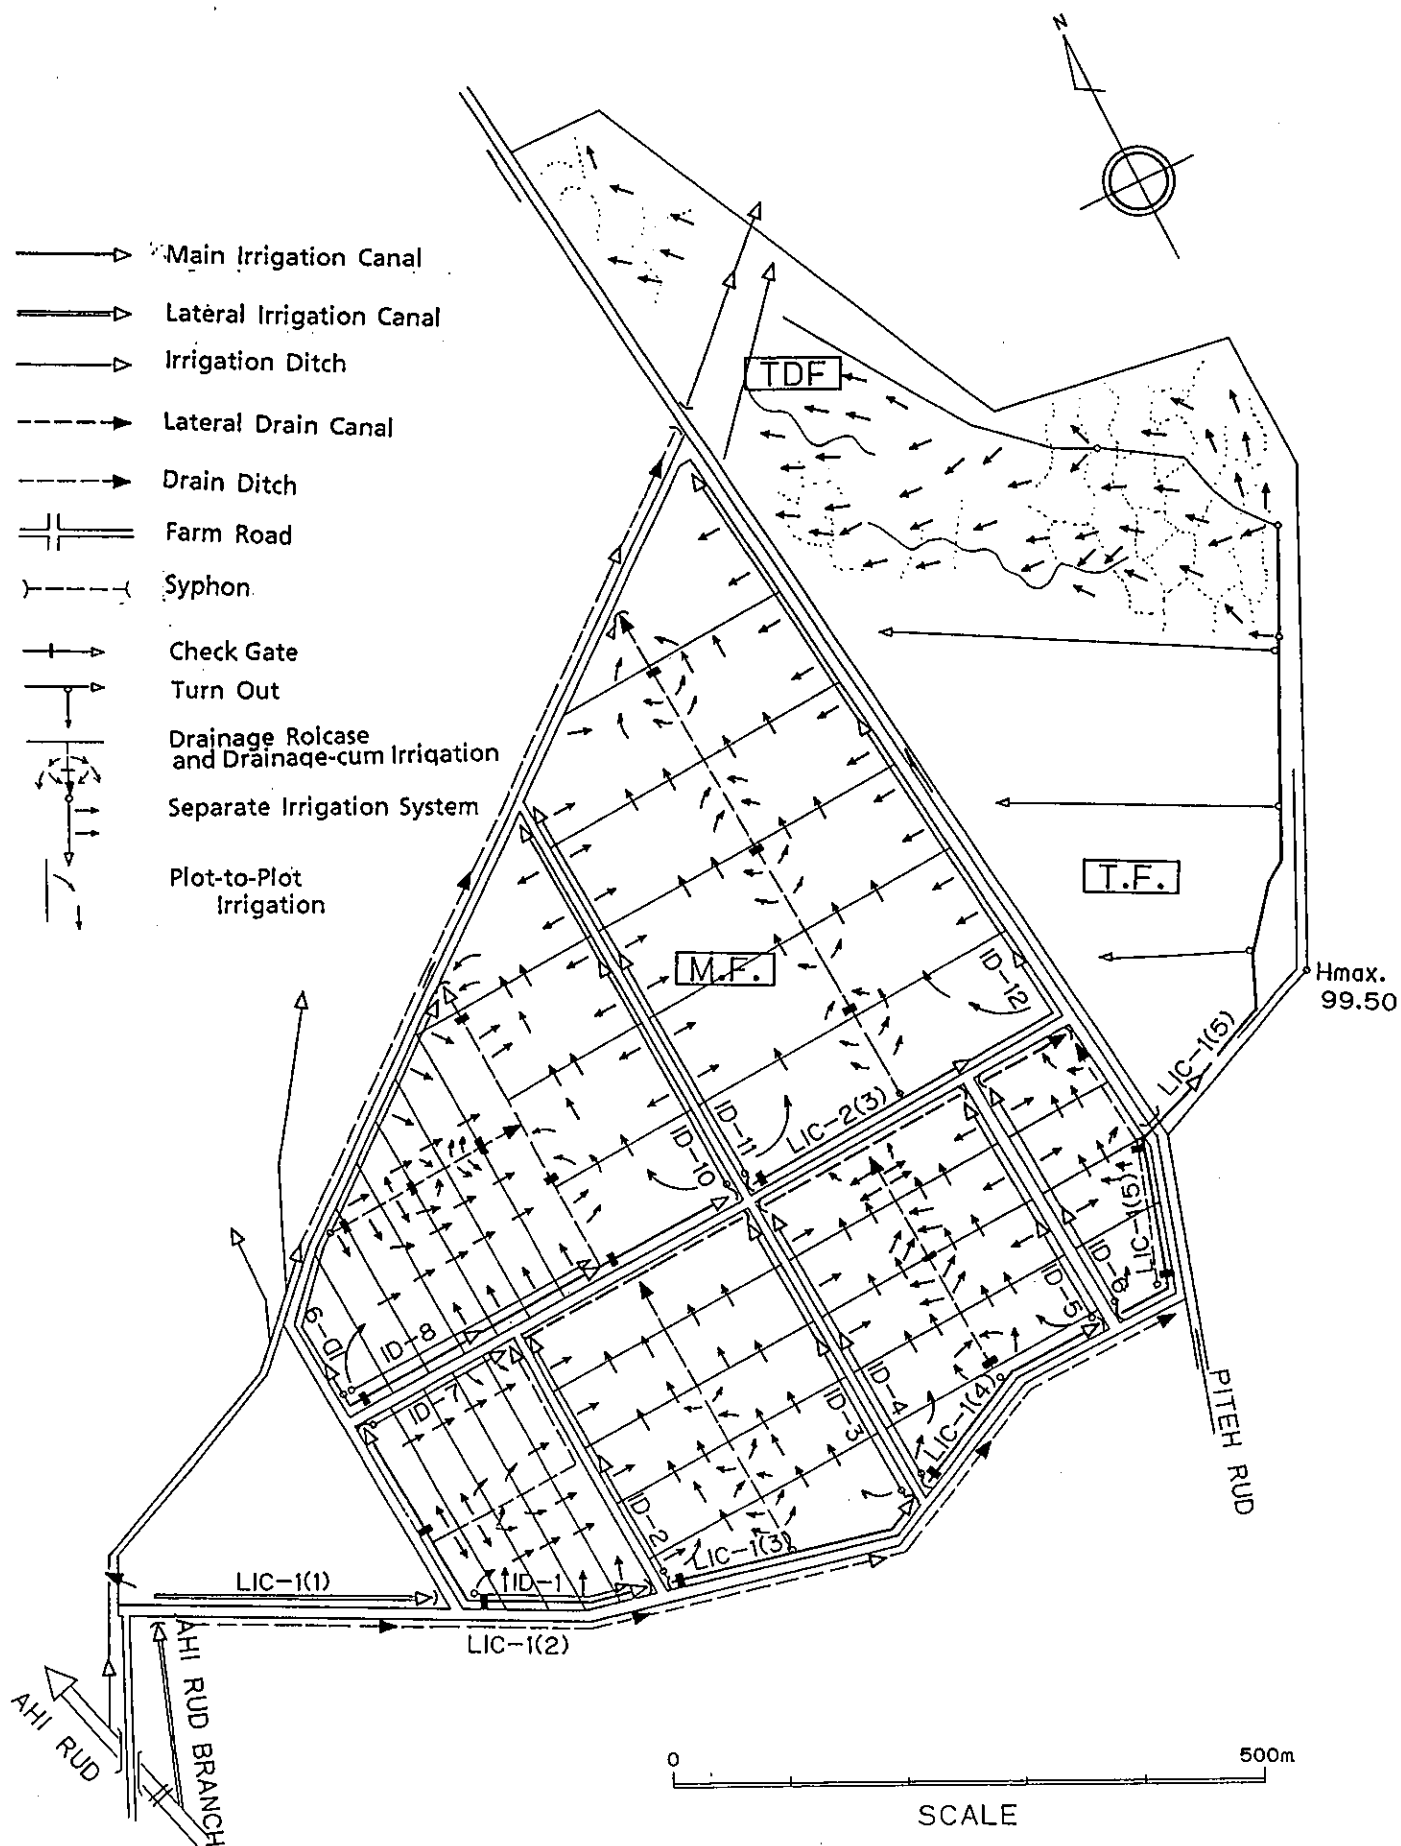 N
Main Irrigation Canal
Lateral Irrigation Canal
Irrigation Ditch
Lateral Drain Canal
Drain Ditch
Farm Road
Syphon
Check Gate
Turn Out
Drainage Rolcase
and Drainage-cum Irrigation
Separate Irrigation System
Plot-to-Plot
Irrigation
TDF
T.F.
M.F.
Hmax.
99.50
ID-12
LIC-1(5)
ID-11
LIC-2(3)
ID-10
LIC-1(5)
ID-6
ID-5
ID-9
ID-8
ID-7
ID-4
LIC-1(4)
ID-3
ID-2
LIC-1(3)
PITEH RUD
LIC-1(1)
ID-1
LIC-1(2)
AHI RUD
AHI RUD BRANCH
0
500m
SCALE